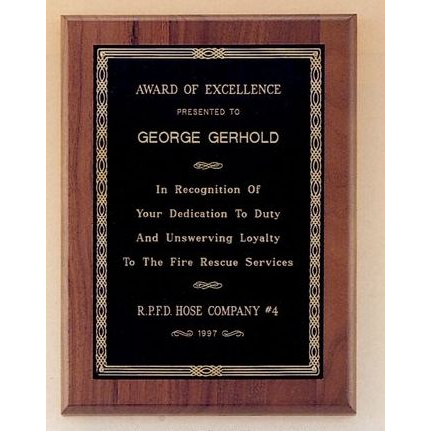 AWARD OF EXCELLENCE
PRESENTED TO
GEORGE GERHOLD
In Recognition Of
Your Dedication To Duty
And Unswerving Loyalty
To The Fire Rescue Services
R.P.F.D. HOSE COMPANY #4
1997